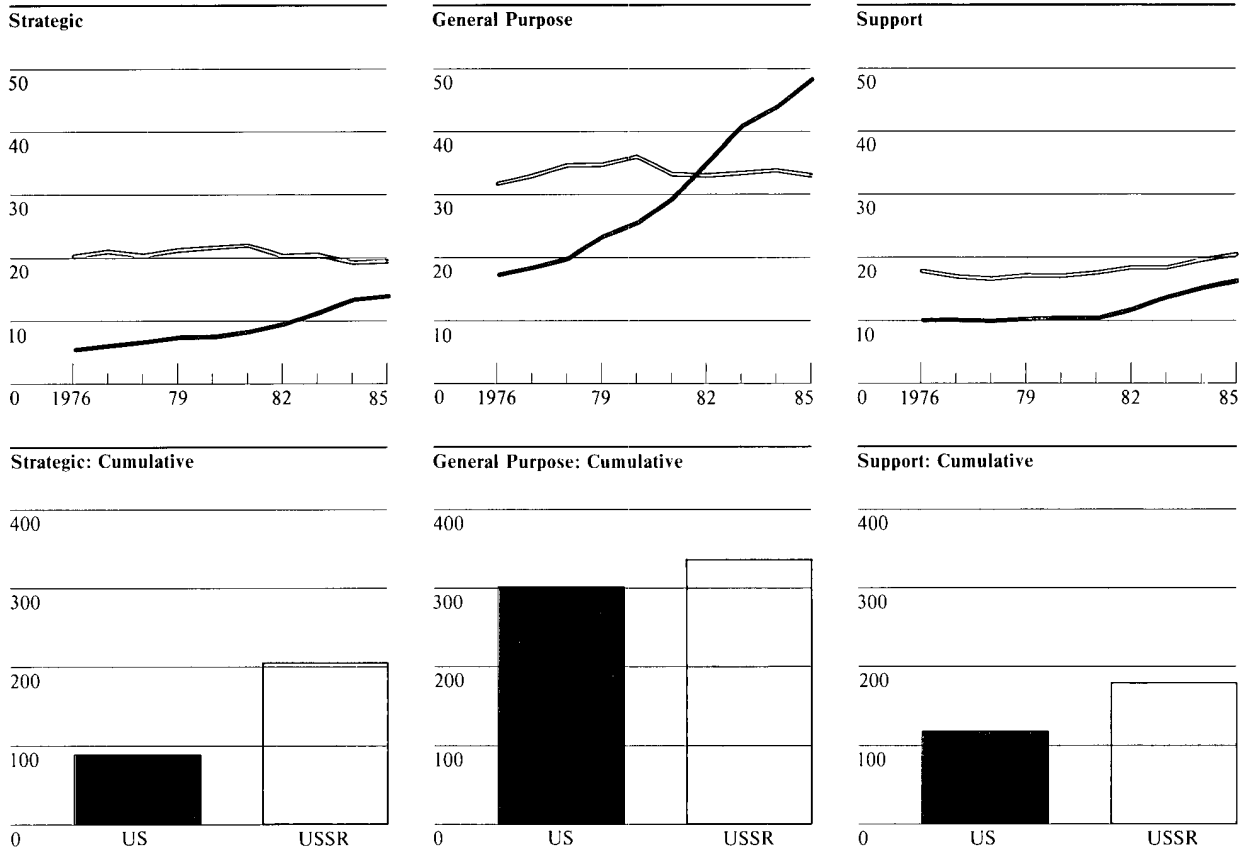 Strategic
50
40
30
20
10
0 1976 79 82 85
General Purpose
50
40
30
20
10
0 1976 79 82 85
Support
50
40
30
20
10
0 1976 79 82 85
Strategic: Cumulative
400
300
200
100
0 US USSR
General Purpose: Cumulative
400
300
200
100
0 US USSR
Support: Cumulative
400
300
200
100
0 US USSR